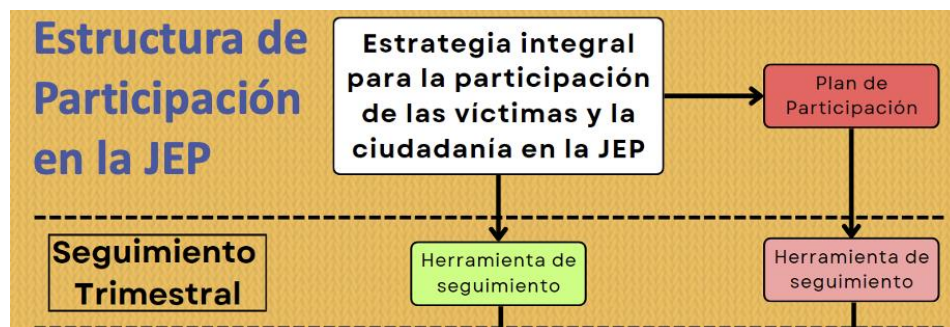 Estructura de
Participación
en la JEP
Estrategia integral
para la participación
de las víctimas y la
ciudadanía en la JEP
Plan de
Participación
Seguimiento
Trimestral
Herramienta de
seguimiento
Herramienta de
seguimiento